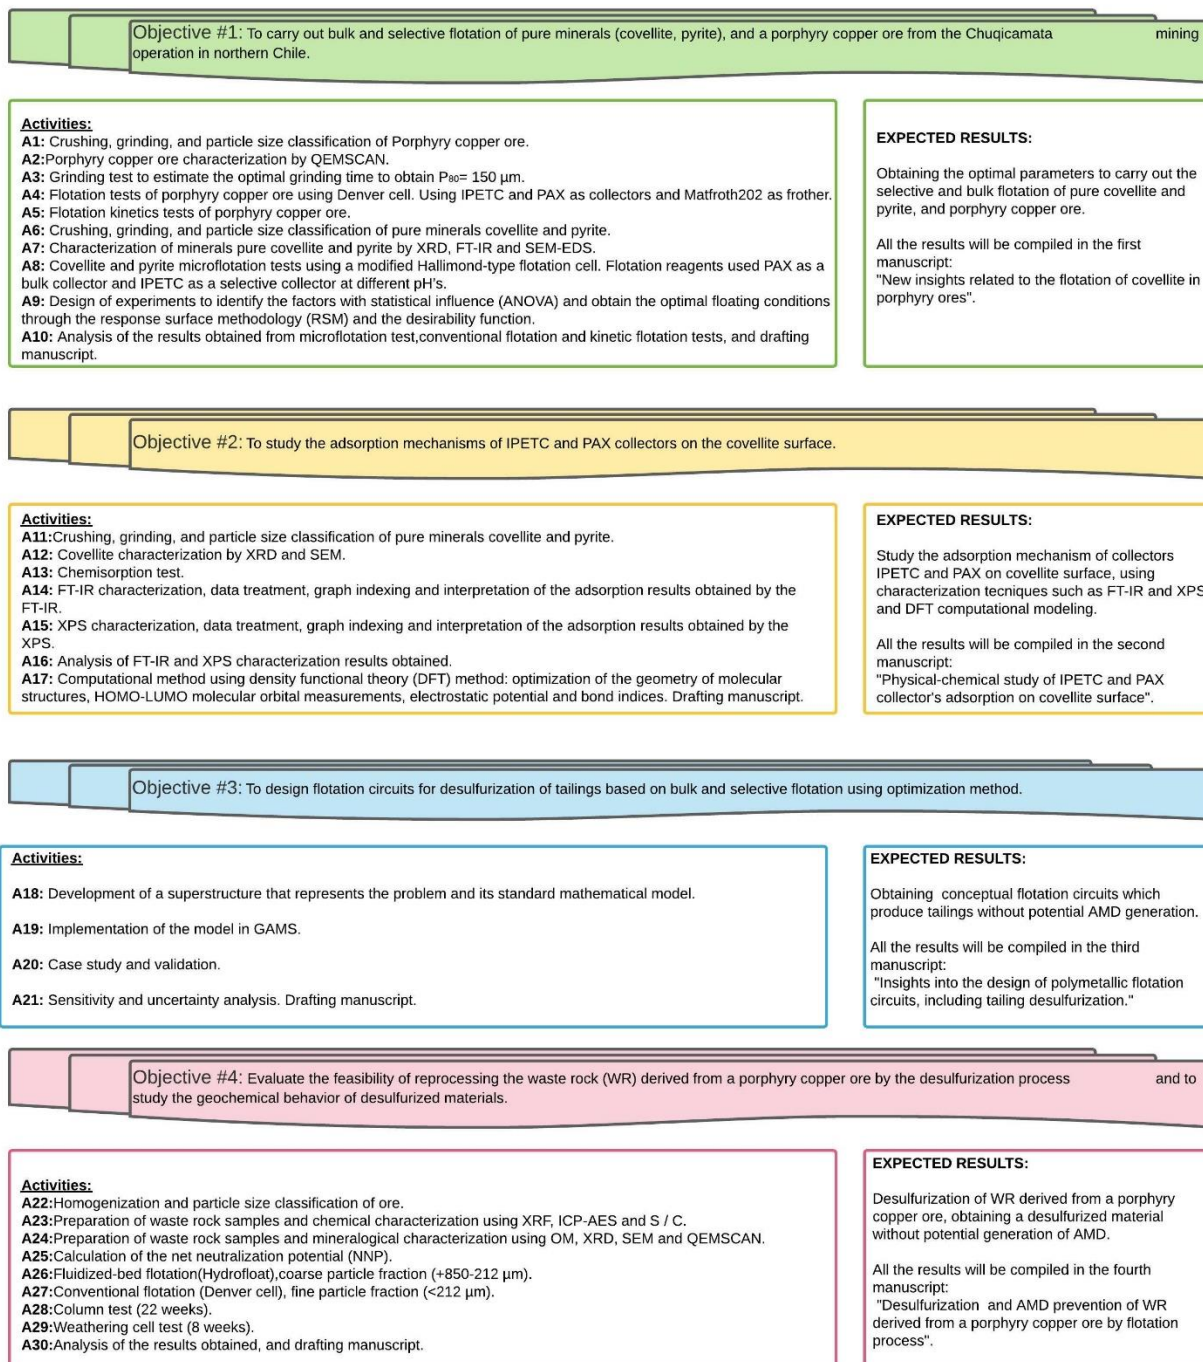 Objective #1: To carry out bulk and selective flotation of pure minerals (covellite, pyrite), and a porphyry copper ore from the Chuqicamata mining
operation in northern Chile.
Activities:
A1: Crushing, grinding, and particle size classification of Porphyry copper ore.
A2:Porphyry copper ore characterization by QEMSCAN.
A3: Grinding test to estimate the optimal grinding time to obtain P₈₀= 150 µm.
A4: Flotation tests of porphyry copper ore using Denver cell. Using IPETC and PAX as collectors and Matfroth202 as frother.
A5: Flotation kinetics tests of porphyry copper ore.
A6: Crushing, grinding, and particle size classification of pure minerals covellite and pyrite.
A7: Characterization of minerals pure covellite and pyrite by XRD, FT-IR and SEM-EDS.
A8: Covellite and pyrite microflotation tests using a modified Hallimond-type flotation cell. Flotation reagents used PAX as a
bulk collector and IPETC as a selective collector at different pH's.
A9: Design of experiments to identify the factors with statistical influence (ANOVA) and obtain the optimal floating conditions
through the response surface methodology (RSM) and the desirability function.
A10: Analysis of the results obtained from microflotation test,conventional flotation and kinetic flotation tests, and drafting
manuscript.
EXPECTED RESULTS:
Obtaining the optimal parameters to carry out the
selective and bulk flotation of pure covellite and
pyrite, and porphyry copper ore.
All the results will be compiled in the first
manuscript:
"New insights related to the flotation of covellite in
porphyry ores".
Objective #2: To study the adsorption mechanisms of IPETC and PAX collectors on the covellite surface.
Activities:
A11:Crushing, grinding, and particle size classification of pure minerals covellite and pyrite.
A12: Covellite characterization by XRD and SEM.
A13: Chemisorption test.
A14: FT-IR characterization, data treatment, graph indexing and interpretation of the adsorption results obtained by the
FT-IR.
A15: XPS characterization, data treatment, graph indexing and interpretation of the adsorption results obtained by the
XPS.
A16: Analysis of FT-IR and XPS characterization results obtained.
A17: Computational method using density functional theory (DFT) method: optimization of the geometry of molecular
structures, HOMO-LUMO molecular orbital measurements, electrostatic potential and bond indices. Drafting manuscript.
EXPECTED RESULTS:
Study the adsorption mechanism of collectors
IPETC and PAX on covellite surface, using
characterization tecniques such as FT-IR and XPS
and DFT computational modeling.
All the results will be compiled in the second
manuscript:
"Physical-chemical study of IPETC and PAX
collector's adsorption on covellite surface".
Objective #3: To design flotation circuits for desulfurization of tailings based on bulk and selective flotation using optimization method.
Activities:
A18: Development of a superstructure that represents the problem and its standard mathematical model.
A19: Implementation of the model in GAMS.
A20: Case study and validation.
A21: Sensitivity and uncertainty analysis. Drafting manuscript.
EXPECTED RESULTS:
Obtaining conceptual flotation circuits which
produce tailings without potential AMD generation.
All the results will be compiled in the third
manuscript:
"Insights into the design of polymetallic flotation
circuits, including tailing desulfurization."
Objective #4: Evaluate the feasibility of reprocessing the waste rock (WR) derived from a porphyry copper ore by the desulfurization process and to
study the geochemical behavior of desulfurized materials.
Activities:
A22:Homogenization and particle size classification of ore.
A23:Preparation of waste rock samples and chemical characterization using XRF, ICP-AES and S / C.
A24:Preparation of waste rock samples and mineralogical characterization using OM, XRD, SEM and QEMSCAN.
A25:Calculation of the net neutralization potential (NNP).
A26:Fluidized-bed flotation(Hydrofloat),coarse particle fraction (+850-212 µm).
A27:Conventional flotation (Denver cell), fine particle fraction (<212 µm).
A28:Column test (22 weeks).
A29:Weathering cell test (8 weeks).
A30:Analysis of the results obtained, and drafting manuscript.
EXPECTED RESULTS:
Desulfurization of WR derived from a porphyry
copper ore, obtaining a desulfurized material
without potential generation of AMD.
All the results will be compiled in the fourth
manuscript:
"Desulfurization and AMD prevention of WR
derived from a porphyry copper ore by flotation
process".